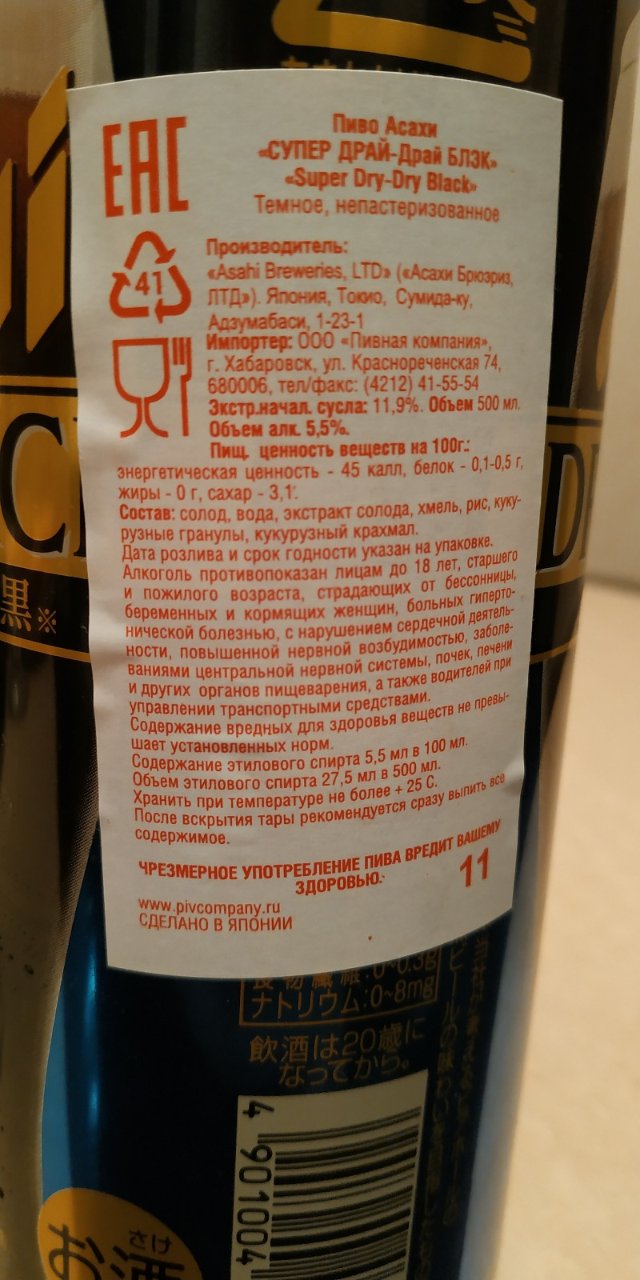 EAC
Пиво Асахи
«СУПЕР ДРАЙ-Драй БЛЭК»
«Super Dry-Dry Black»
Темное, непастеризованное
41
Производитель:
«Asahi Breweries, LTD» («Асахи Брюэриз,
ЛТД»). Япония, Токио, Сумида-ку,
Адзумабаси, 1-23-1
Импортер: ООО «Пивная компания»,
г. Хабаровск, ул. Краснореченская 74,
680006, тел/факс: (4212) 41-55-54
Экстр.начал. сусла: 11,9%. Объем 500 мл.
Объем алк. 5,5%.
Пищ. ценность веществ на 100г.:
энергетическая ценность - 45 калл, белок - 0,1-0,5 г,
жиры - 0 г, сахар - 3,1.
Состав: солод, вода, экстракт солода, хмель, рис, куку-
рузные гранулы, кукурузный крахмал.
Дата розлива и срок годности указан на упаковке.
Алкоголь противопоказан лицам до 18 лет, старшего
и пожилого возраста, страдающих от бессонницы,
беременных и кормящих женщин, больных гиперто-
нической болезнью, с нарушением сердечной деятель-
ности, повышенной нервной возбудимостью, заболе-
ваниями центральной нервной системы, почек, печени
и других органов пищеварения, а также водителей при
управлении транспортными средствами.
Содержание вредных для здоровья веществ не превы-
шает установленных норм.
Содержание этилового спирта 5,5 мл в 100 мл.
Объем этилового спирта 27,5 мл в 500 мл.
Хранить при температуре не более + 25 С.
После вскрытия тары рекомендуется сразу выпить все
содержимое.
ЧРЕЗМЕРНОЕ УПОТРЕБЛЕНИЕ ПИВА ВРЕДИТ ВАШЕМУ
ЗДОРОВЬЮ.
11
www.pivcompany.ru
СДЕЛАНО В ЯПОНИИ
黒※
食物繊維:0~0.3g
ナトリウム:0~8mg
飲酒は20歳に
なってから。
4 901004
さけ
お酒